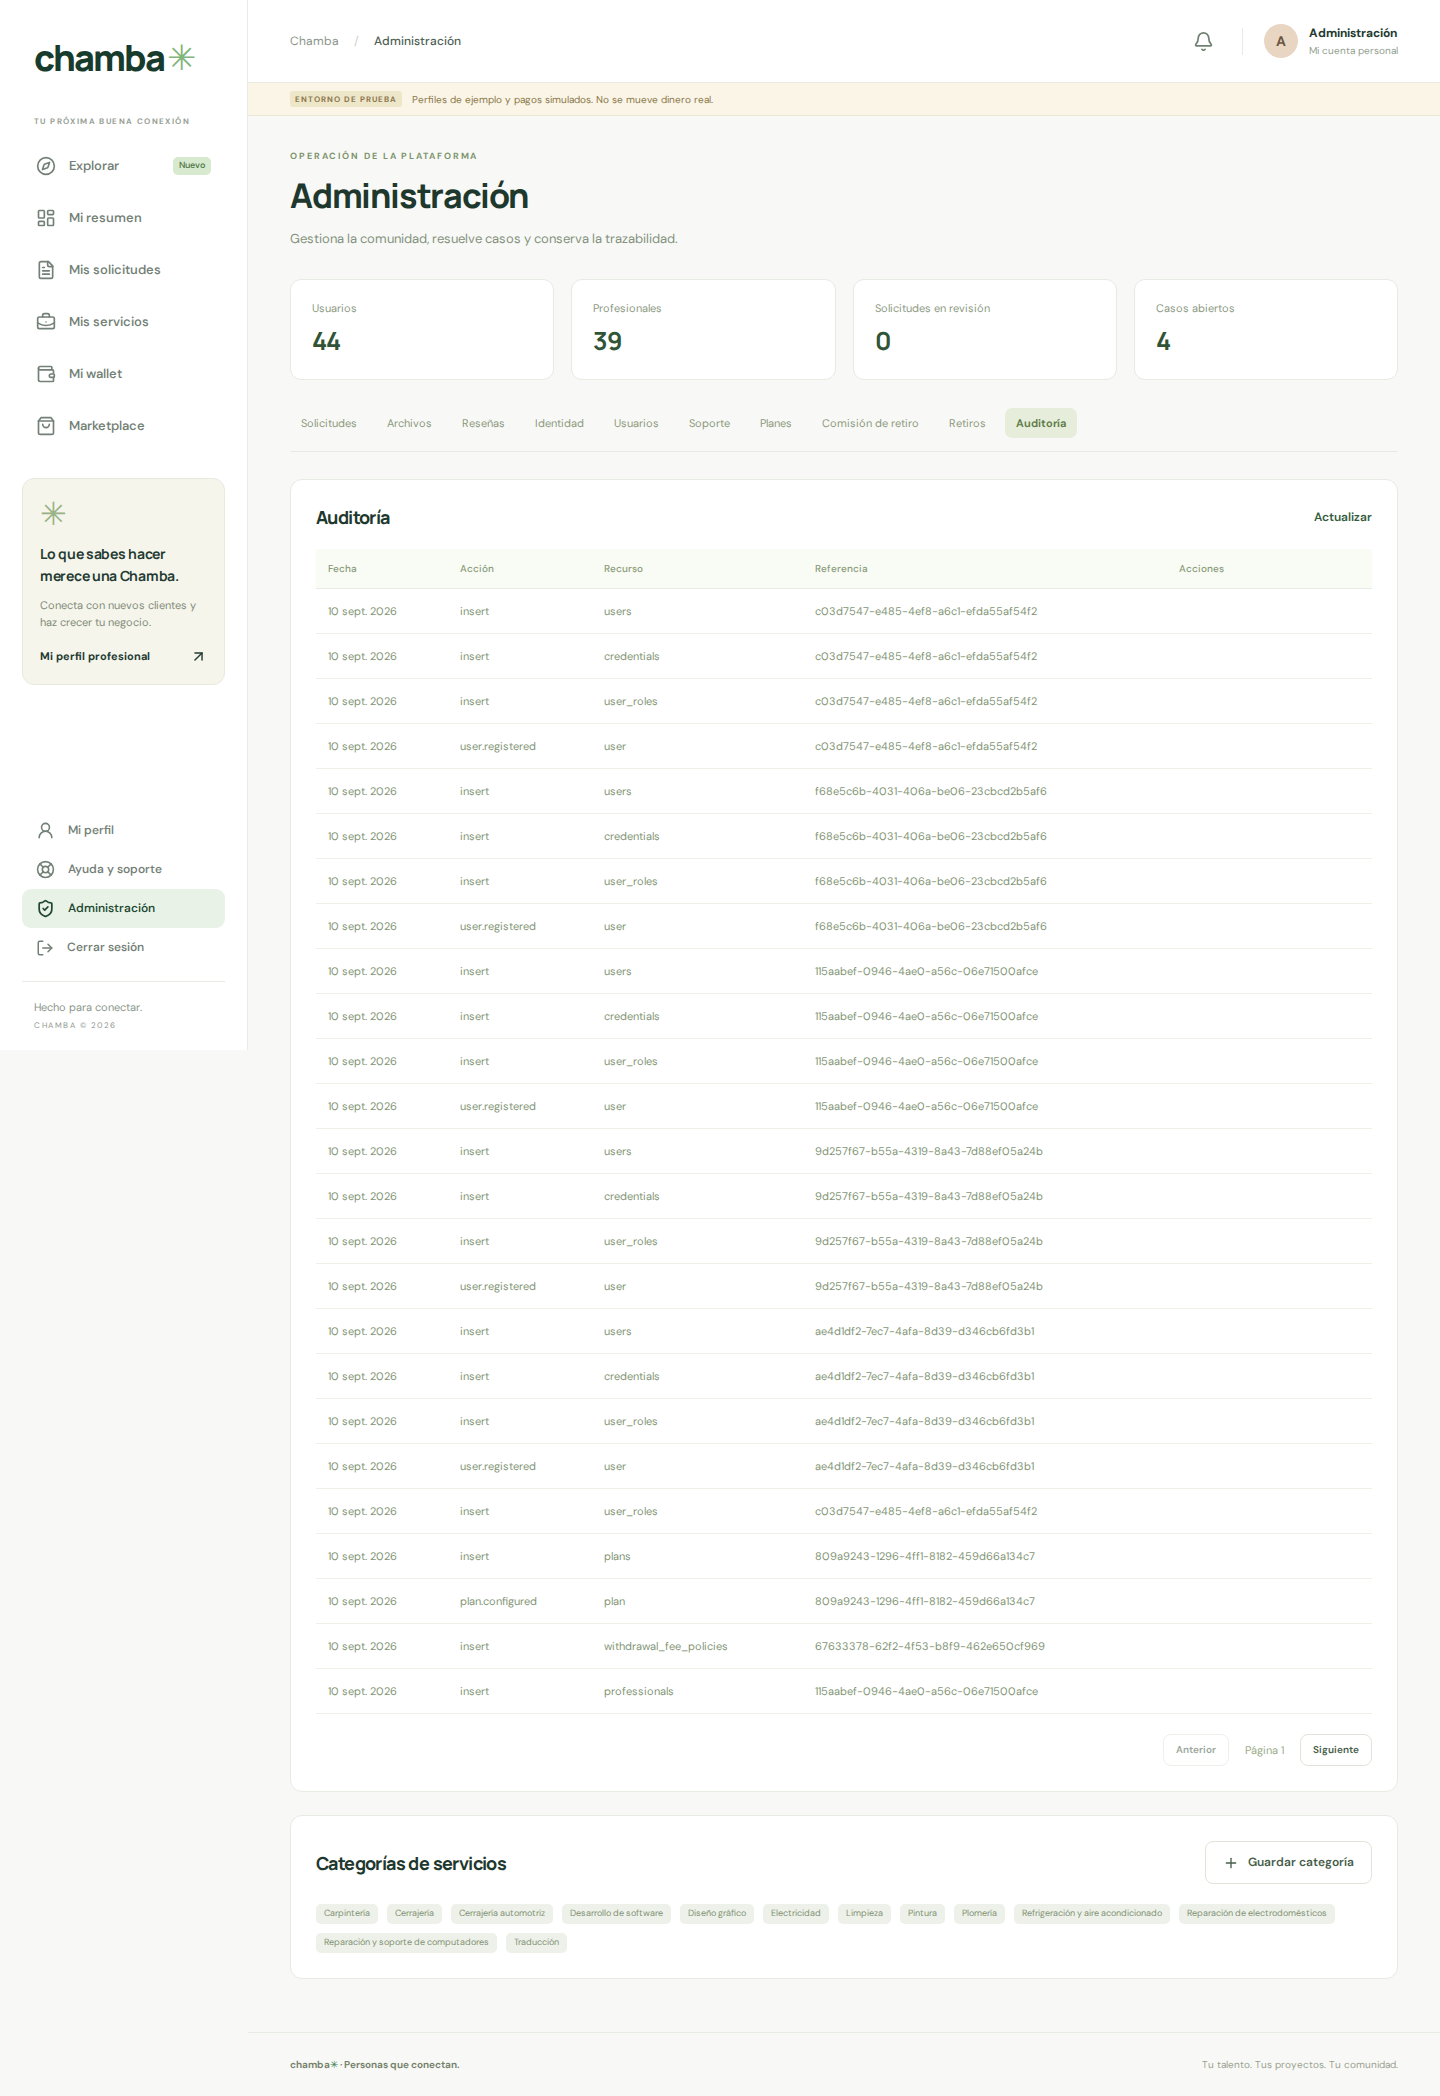 chamba
TU PRÓXIMA BUENA CONEXIÓN
Explorar Nuevo
Mi resumen
Mis solicitudes
Mis servicios
Mi wallet
Marketplace
Lo que sabes hacer
merece una Chamba.
Conecta con nuevos clientes y
haz crecer tu negocio.
Mi perfil profesional
Mi perfil
Ayuda y soporte
Administración
Cerrar sesión
Hecho para conectar.
CHAMBA © 2026
Chamba / Administración
A Administración
Mi cuenta personal
ENTORNO DE PRUEBA Perfiles de ejemplo y pagos simulados. No se mueve dinero real.
OPERACIÓN DE LA PLATAFORMA
Administración
Gestiona la comunidad, resuelve casos y conserva la trazabilidad.
Usuarios Profesionales Solicitudes en revisión Casos abiertos
44 39 0 4
Solicitudes Archivos Reseñas Identidad Usuarios Soporte Planes Comisión de retiro Retiros Auditoría
Auditoría Actualizar
Fecha Acción Recurso Referencia Acciones
10 sept. 2026 insert users c03d7547-e485-4ef8-a6c1-efda55af54f2
10 sept. 2026 insert credentials c03d7547-e485-4ef8-a6c1-efda55af54f2
10 sept. 2026 insert user_roles c03d7547-e485-4ef8-a6c1-efda55af54f2
10 sept. 2026 user.registered user c03d7547-e485-4ef8-a6c1-efda55af54f2
10 sept. 2026 insert users f68e5c6b-4031-406a-be06-23cbcd2b5af6
10 sept. 2026 insert credentials f68e5c6b-4031-406a-be06-23cbcd2b5af6
10 sept. 2026 insert user_roles f68e5c6b-4031-406a-be06-23cbcd2b5af6
10 sept. 2026 user.registered user f68e5c6b-4031-406a-be06-23cbcd2b5af6
10 sept. 2026 insert users 115aabef-0946-4ae0-a56c-06e71500afce
10 sept. 2026 insert credentials 115aabef-0946-4ae0-a56c-06e71500afce
10 sept. 2026 insert user_roles 115aabef-0946-4ae0-a56c-06e71500afce
10 sept. 2026 user.registered user 115aabef-0946-4ae0-a56c-06e71500afce
10 sept. 2026 insert users 9d257f67-b55a-4319-8a43-7d88ef05a24b
10 sept. 2026 insert credentials 9d257f67-b55a-4319-8a43-7d88ef05a24b
10 sept. 2026 insert user_roles 9d257f67-b55a-4319-8a43-7d88ef05a24b
10 sept. 2026 user.registered user 9d257f67-b55a-4319-8a43-7d88ef05a24b
10 sept. 2026 insert users ae4d1df2-7ec7-4afa-8d39-d346cb6fd3b1
10 sept. 2026 insert credentials ae4d1df2-7ec7-4afa-8d39-d346cb6fd3b1
10 sept. 2026 insert user_roles ae4d1df2-7ec7-4afa-8d39-d346cb6fd3b1
10 sept. 2026 user.registered user ae4d1df2-7ec7-4afa-8d39-d346cb6fd3b1
10 sept. 2026 insert user_roles c03d7547-e485-4ef8-a6c1-efda55af54f2
10 sept. 2026 insert plans 809a9243-1296-4ff1-8182-459d66a134c7
10 sept. 2026 plan.configured plan 809a9243-1296-4ff1-8182-459d66a134c7
10 sept. 2026 insert withdrawal_fee_policies 67633378-62f2-4f53-b8f9-462e650cf969
10 sept. 2026 insert professionals 115aabef-0946-4ae0-a56c-06e71500afce
Anterior Página 1 Siguiente
Categorías de servicios + Guardar categoría
Carpintería Cerrajería Cerrajería automotriz Desarrollo de software Diseño gráfico Electricidad Limpieza Pintura Plomería Refrigeración y aire acondicionado Reparación de electrodomésticos
Reparación y soporte de computadores Traducción
chamba✳ · Personas que conectan. Tu talento. Tus proyectos. Tu comunidad.